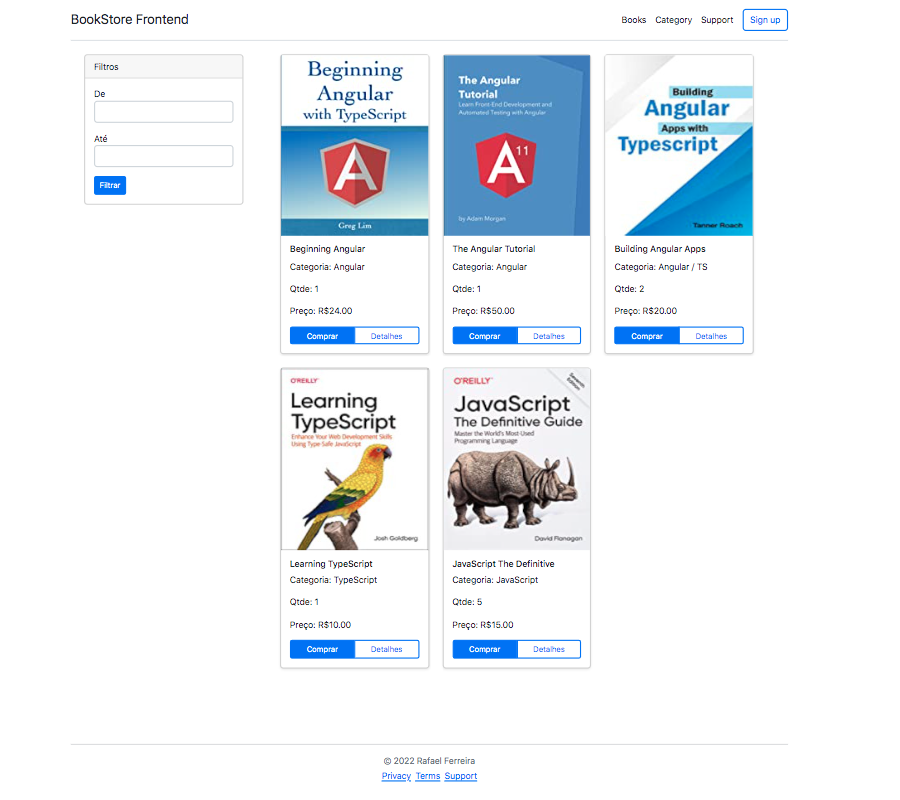 BookStore Frontend
Books Category Support Sign up
Filtros
De
Até
Filtrar
Beginning
Angular
with TypeScript
Greg Lim
Beginning Angular
Categoria: Angular
Qtde: 1
Preço: R$24.00
Comprar Detalhes
The Angular
Tutorial
Learn Front-End Development and
Automated Testing with Angular
A 11
by Adam Morgan
The Angular Tutorial
Categoria: Angular
Qtde: 1
Preço: R$50.00
Comprar Detalhes
Building
Angular
Apps with
Typescript
Tanner Roach
Building Angular Apps
Categoria: Angular / TS
Qtde: 2
Preço: R$20.00
Comprar Detalhes
O'REILLY
Learning
TypeScript
Enhance Your Web Development Skills
Using Type-Safe JavaScript
Josh Goldberg
Learning TypeScript
Categoria: TypeScript
Qtde: 1
Preço: R$10.00
Comprar Detalhes
O'REILLY
Seventh
Edition
JavaScript
The Definitive Guide
Master the World's Most-Used
Programming Language
David Flanagan
JavaScript The Definitive
Categoria: JavaScript
Qtde: 5
Preço: R$15.00
Comprar Detalhes
© 2022 Rafael Ferreira
Privacy Terms Support